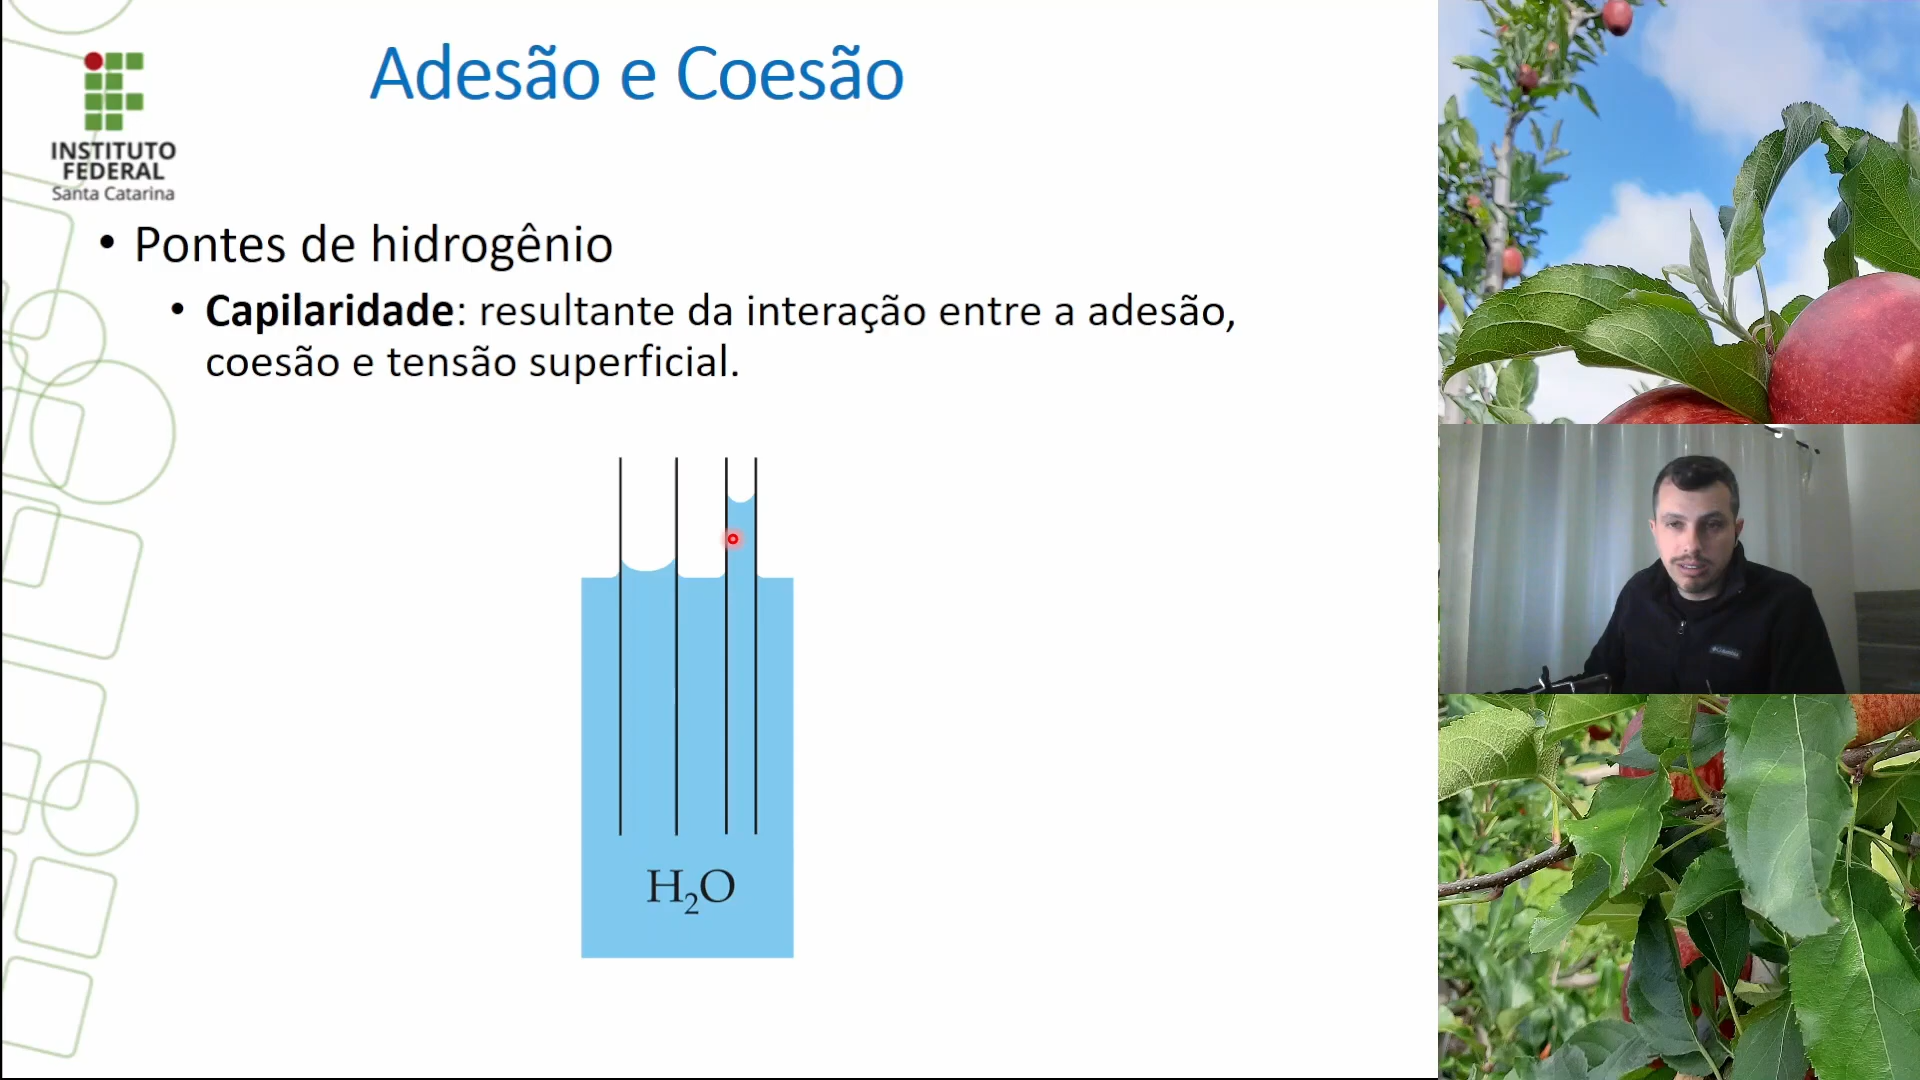 Adesão e Coesão
INSTITUTO
FEDERAL
Santa Catarina
• Pontes de hidrogênio
• Capilaridade: resultante da interação entre a adesão,
coesão e tensão superficial.
H₂O